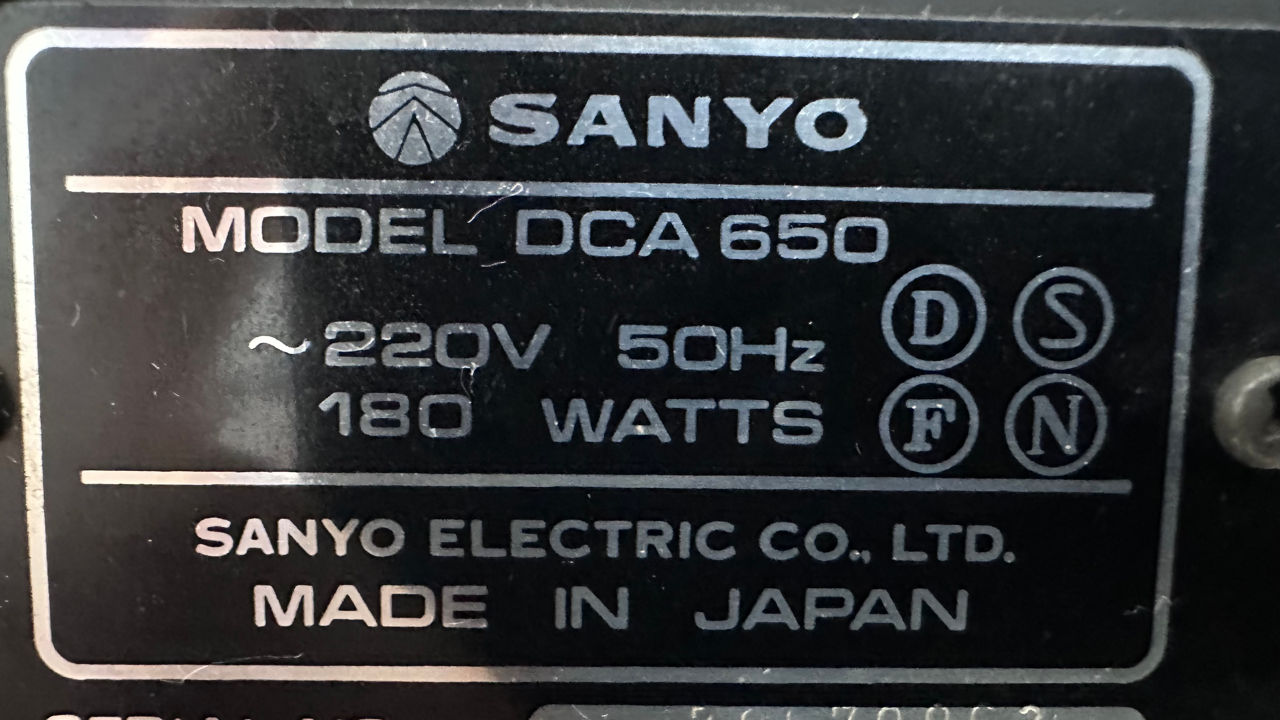 SANYO
MODEL DCA 650
~220V 50Hz
180 WATTS
D S
F N
SANYO ELECTRIC CO., LTD.
MADE IN JAPAN